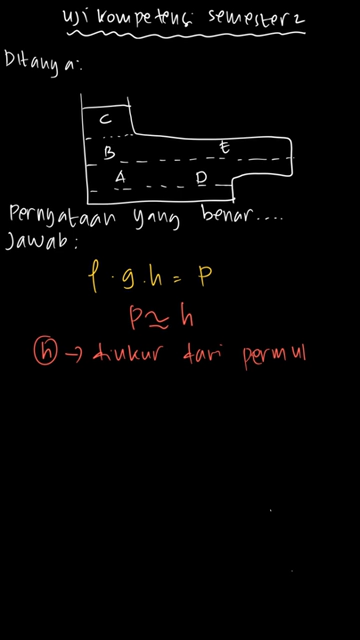 Uji kompetensi semester 2
Ditanya:
C
B E
A D
Pernyataan yang benar....
Jawab:
ρ . g . h = P
P ≃ h
h → diukur dari permu